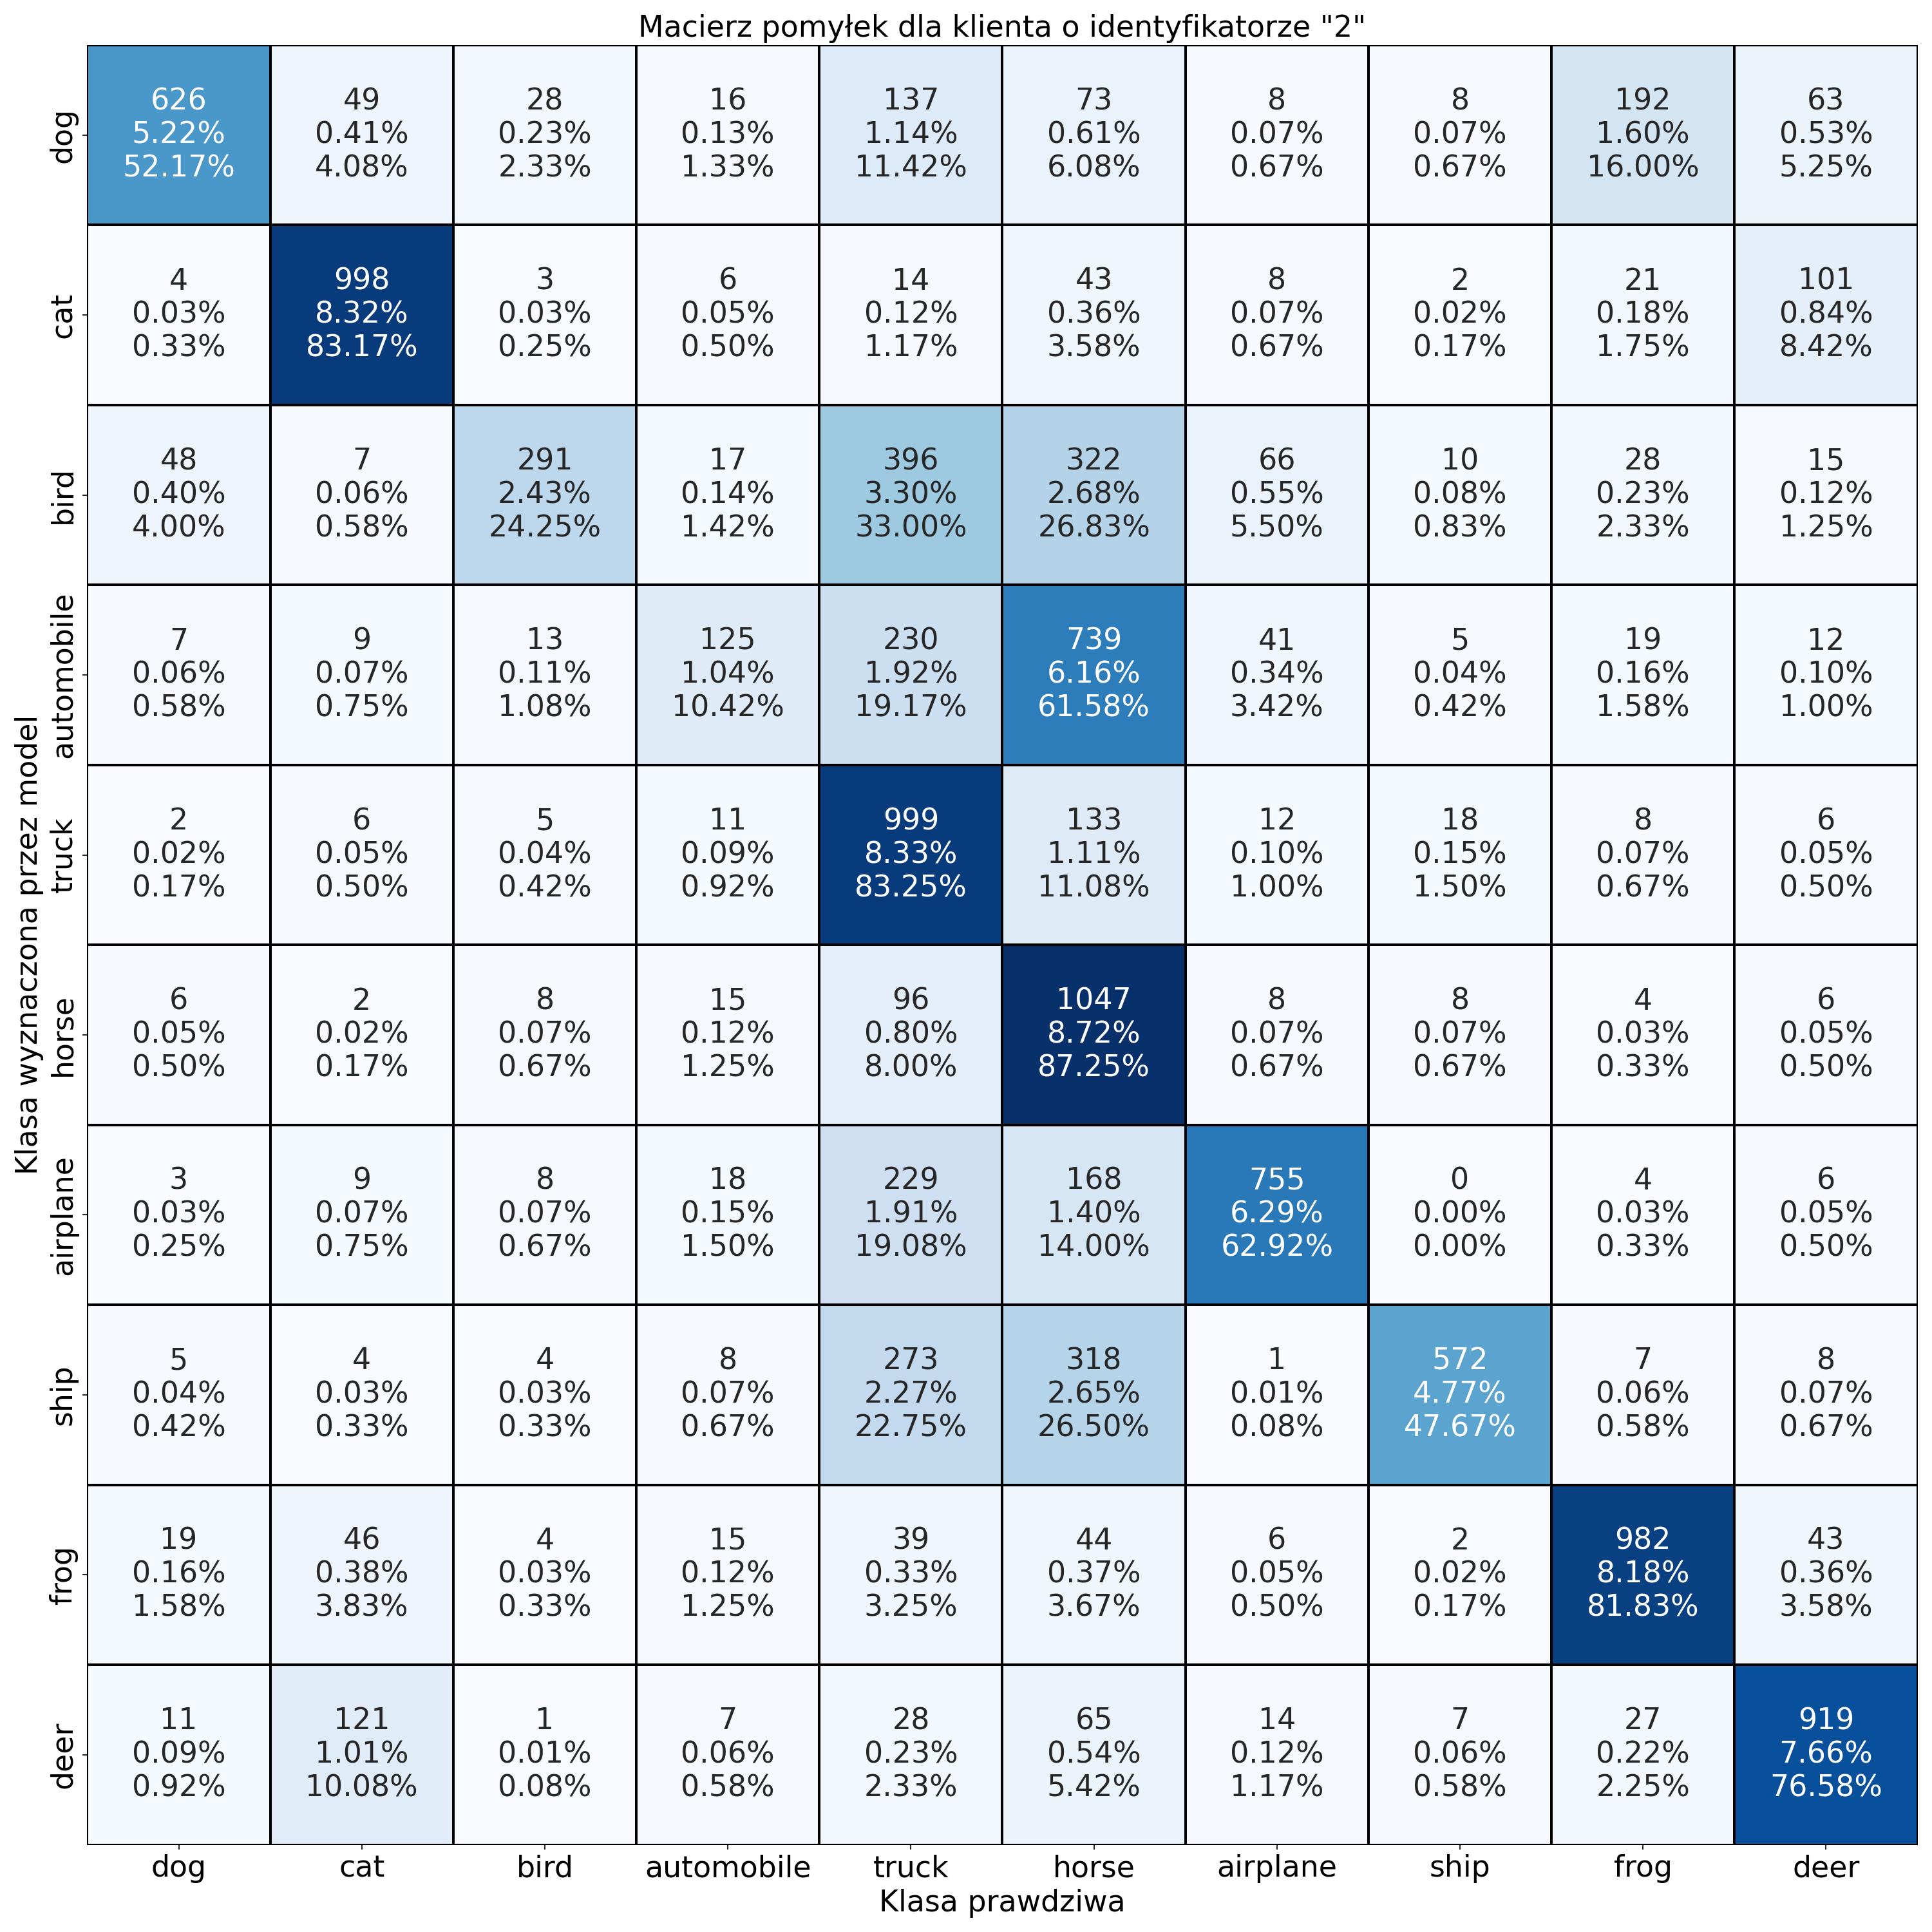 Macierz pomyłek dla klienta o identyfikatorze "2"
Klasa wyznaczona przez model
dog
626 49 28 16 137 73 8 8 192 63
5.22% 0.41% 0.23% 0.13% 1.14% 0.61% 0.07% 0.07% 1.60% 0.53%
52.17% 4.08% 2.33% 1.33% 11.42% 6.08% 0.67% 0.67% 16.00% 5.25%
cat
4 998 3 6 14 43 8 2 21 101
0.03% 8.32% 0.03% 0.05% 0.12% 0.36% 0.07% 0.02% 0.18% 0.84%
0.33% 83.17% 0.25% 0.50% 1.17% 3.58% 0.67% 0.17% 1.75% 8.42%
bird
48 7 291 17 396 322 66 10 28 15
0.40% 0.06% 2.43% 0.14% 3.30% 2.68% 0.55% 0.08% 0.23% 0.12%
4.00% 0.58% 24.25% 1.42% 33.00% 26.83% 5.50% 0.83% 2.33% 1.25%
automobile
7 9 13 125 230 739 41 5 19 12
0.06% 0.07% 0.11% 1.04% 1.92% 6.16% 0.34% 0.04% 0.16% 0.10%
0.58% 0.75% 1.08% 10.42% 19.17% 61.58% 3.42% 0.42% 1.58% 1.00%
truck
2 6 5 11 999 133 12 18 8 6
0.02% 0.05% 0.04% 0.09% 8.33% 1.11% 0.10% 0.15% 0.07% 0.05%
0.17% 0.50% 0.42% 0.92% 83.25% 11.08% 1.00% 1.50% 0.67% 0.50%
horse
6 2 8 15 96 1047 8 8 4 6
0.05% 0.02% 0.07% 0.12% 0.80% 8.72% 0.07% 0.07% 0.03% 0.05%
0.50% 0.17% 0.67% 1.25% 8.00% 87.25% 0.67% 0.67% 0.33% 0.50%
airplane
3 9 8 18 229 168 755 0 4 6
0.03% 0.07% 0.07% 0.15% 1.91% 1.40% 6.29% 0.00% 0.03% 0.05%
0.25% 0.75% 0.67% 1.50% 19.08% 14.00% 62.92% 0.00% 0.33% 0.50%
ship
5 4 4 8 273 318 1 572 7 8
0.04% 0.03% 0.03% 0.07% 2.27% 2.65% 0.01% 4.77% 0.06% 0.07%
0.42% 0.33% 0.33% 0.67% 22.75% 26.50% 0.08% 47.67% 0.58% 0.67%
frog
19 46 4 15 39 44 6 2 982 43
0.16% 0.38% 0.03% 0.12% 0.33% 0.37% 0.05% 0.02% 8.18% 0.36%
1.58% 3.83% 0.33% 1.25% 3.25% 3.67% 0.50% 0.17% 81.83% 3.58%
deer
11 121 1 7 28 65 14 7 27 919
0.09% 1.01% 0.01% 0.06% 0.23% 0.54% 0.12% 0.06% 0.22% 7.66%
0.92% 10.08% 0.08% 0.58% 2.33% 5.42% 1.17% 0.58% 2.25% 76.58%
dog cat bird automobile truck horse airplane ship frog deer
Klasa prawdziwa